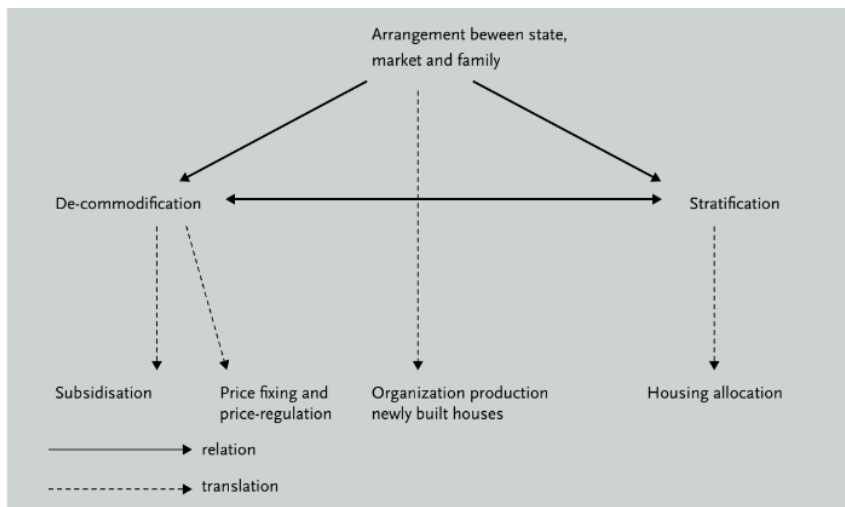 Arrangement beween state,
market and family
De-commodification
Stratification
Subsidisation
Price fixing and
price-regulation
Organization production
newly built houses
Housing allocation
relation
translation